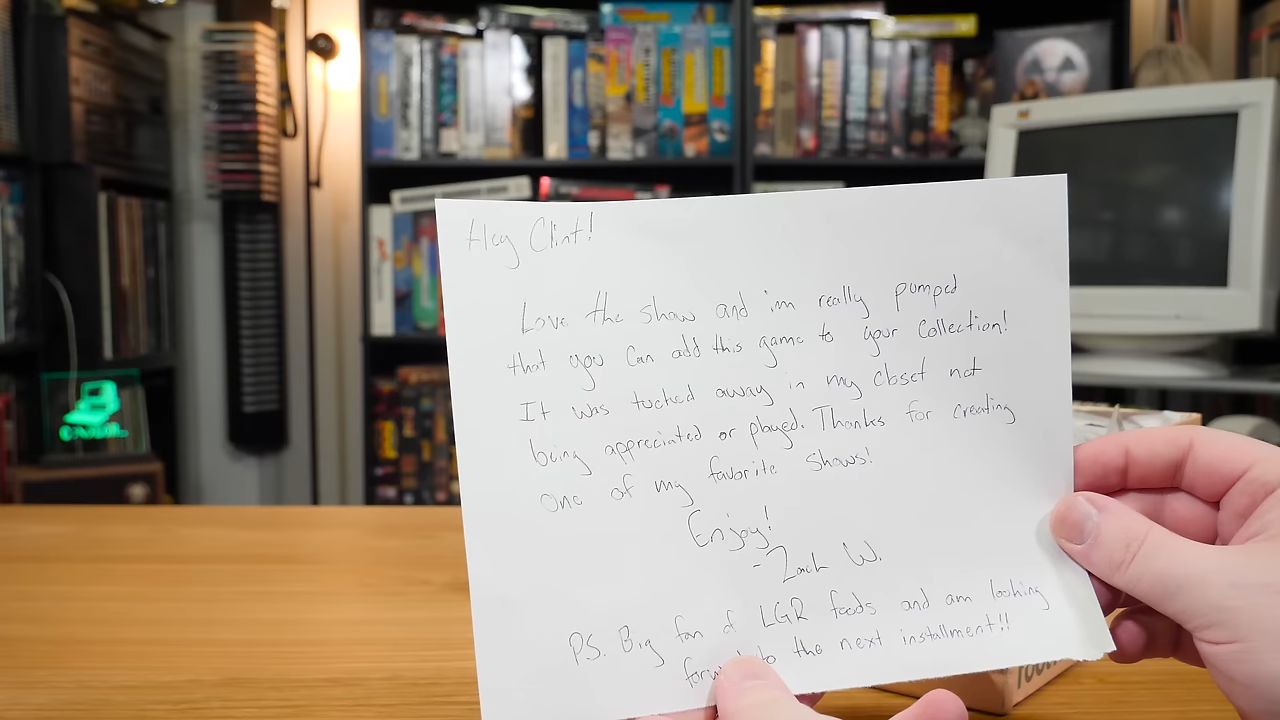 Hey Clint!
Love the show and i'm really pumped
that you can add this game to your collection!
It was tucked away in my closet not
being appreciated or played. Thanks for creating
one of my favorite shows!
Enjoy!
- Zach W.
PS. Big fan of LGR foods and am looking
to the next installment!!